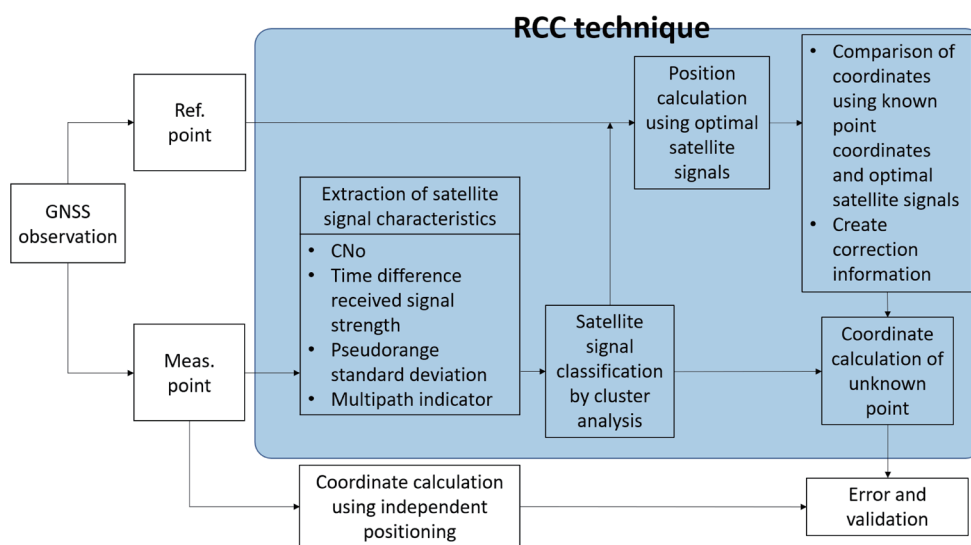 RCC technique
Ref.
point
Position
calculation
using optimal
satellite
signals
• Comparison of
coordinates
using known
point
coordinates
and optimal
satellite signals
• Create
correction
information
GNSS
observation
Extraction of satellite
signal characteristics
• CNo
• Time difference
received signal
strength
• Pseudorange
standard deviation
• Multipath indicator
Meas.
point
Satellite
signal
classification
by cluster
analysis
Coordinate
calculation of
unknown
point
Coordinate calculation
using independent
positioning
Error and
validation